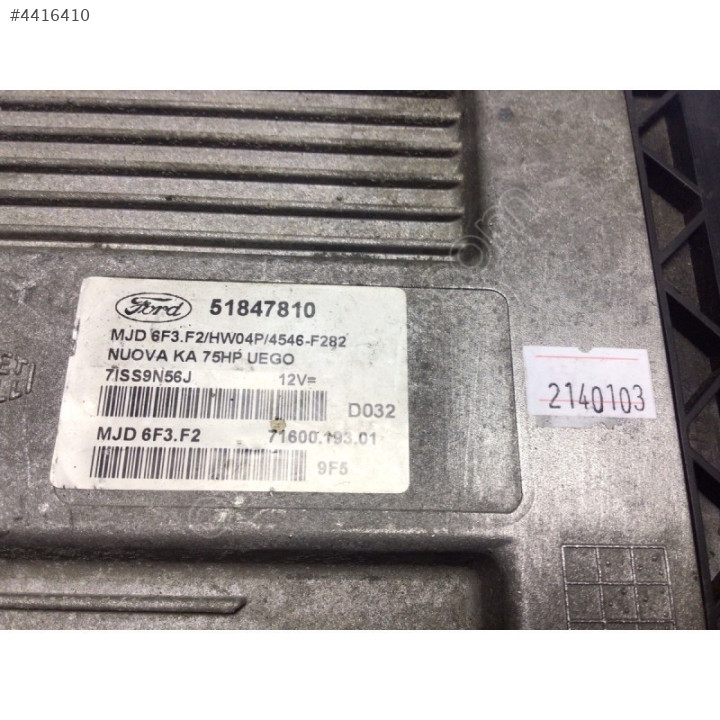 #4416410
Ford 51847810
MJD 6F3.F2/HW04P/4546-F282
NUOVA KA 75HP UEGO
7ISS9N56J 12V=
D032
MJD 6F3.F2 71600.193.01
9F5
2140103